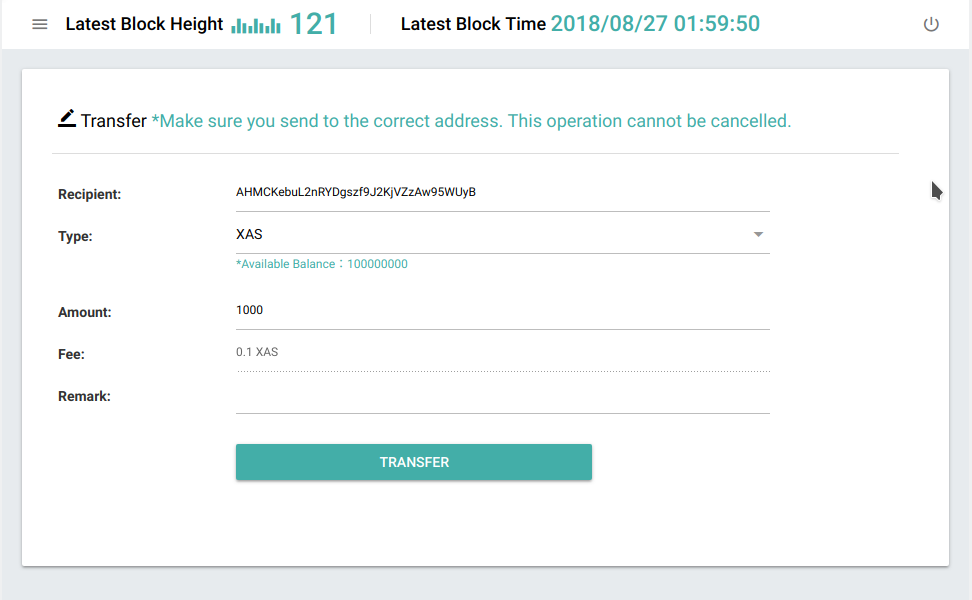 Latest Block Height 121 Latest Block Time 2018/08/27 01:59:50
Transfer *Make sure you send to the correct address. This operation cannot be cancelled.
Recipient: AHMCKebuL2nRYDgszf9J2KjVZzAw95WUyB
Type: XAS
*Available Balance：100000000
Amount: 1000
Fee: 0.1 XAS
Remark:
TRANSFER